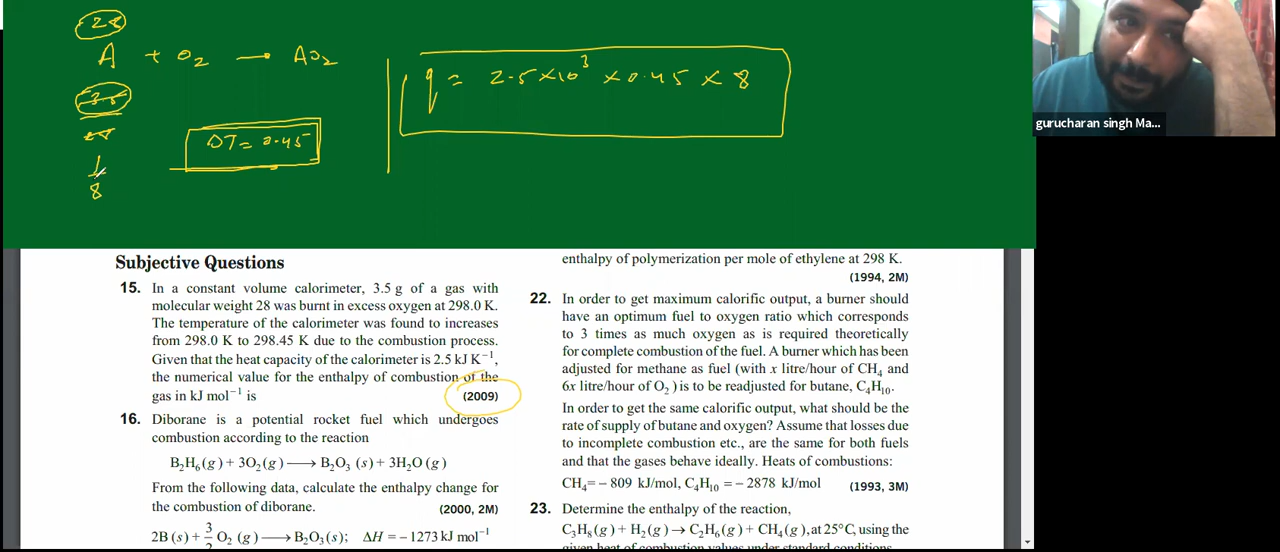 28
A + O2 → AO2
3.5
28
1
8
ΔT = 0.45
q = 2.5×10³ × 0.45 × 8
gurucharan singh Ma...
Subjective Questions
15. In a constant volume calorimeter, 3.5 g of a gas with
molecular weight 28 was burnt in excess oxygen at 298.0 K.
The temperature of the calorimeter was found to increases
from 298.0 K to 298.45 K due to the combustion process.
Given that the heat capacity of the calorimeter is 2.5 kJ K⁻¹,
the numerical value for the enthalpy of combustion of the
gas in kJ mol⁻¹ is (2009)
16. Diborane is a potential rocket fuel which undergoes
combustion according to the reaction
B₂H₆(g) + 3O₂(g) ⟶ B₂O₃ (s) + 3H₂O (g)
From the following data, calculate the enthalpy change for
the combustion of diborane. (2000, 2M)
2B (s) + 3/2 O₂ (g) ⟶ B₂O₃(s); ΔH = – 1273 kJ mol⁻¹
enthalpy of polymerization per mole of ethylene at 298 K.
(1994, 2M)
22. In order to get maximum calorific output, a burner should
have an optimum fuel to oxygen ratio which corresponds
to 3 times as much oxygen as is required theoretically
for complete combustion of the fuel. A burner which has been
adjusted for methane as fuel (with x litre/hour of CH₄ and
6x litre/hour of O₂ ) is to be readjusted for butane, C₄H₁₀.
In order to get the same calorific output, what should be the
rate of supply of butane and oxygen? Assume that losses due
to incomplete combustion etc., are the same for both fuels
and that the gases behave ideally. Heats of combustions:
CH₄= – 809 kJ/mol, C₄H₁₀ = – 2878 kJ/mol (1993, 3M)
23. Determine the enthalpy of the reaction,
C₃H₈(g) + H₂(g) → C₂H₆(g) + CH₄(g), at 25°C, using the
given heat of combustion values under standard conditions.